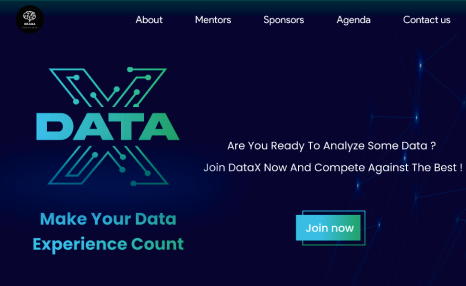 About
Mentors
Sponsors
Agenda
Contact us
DATA
Make Your Data
Experience Count
Are You Ready To Analyze Some Data ?
Join DataX Now And Compete Against The Best !
Join now